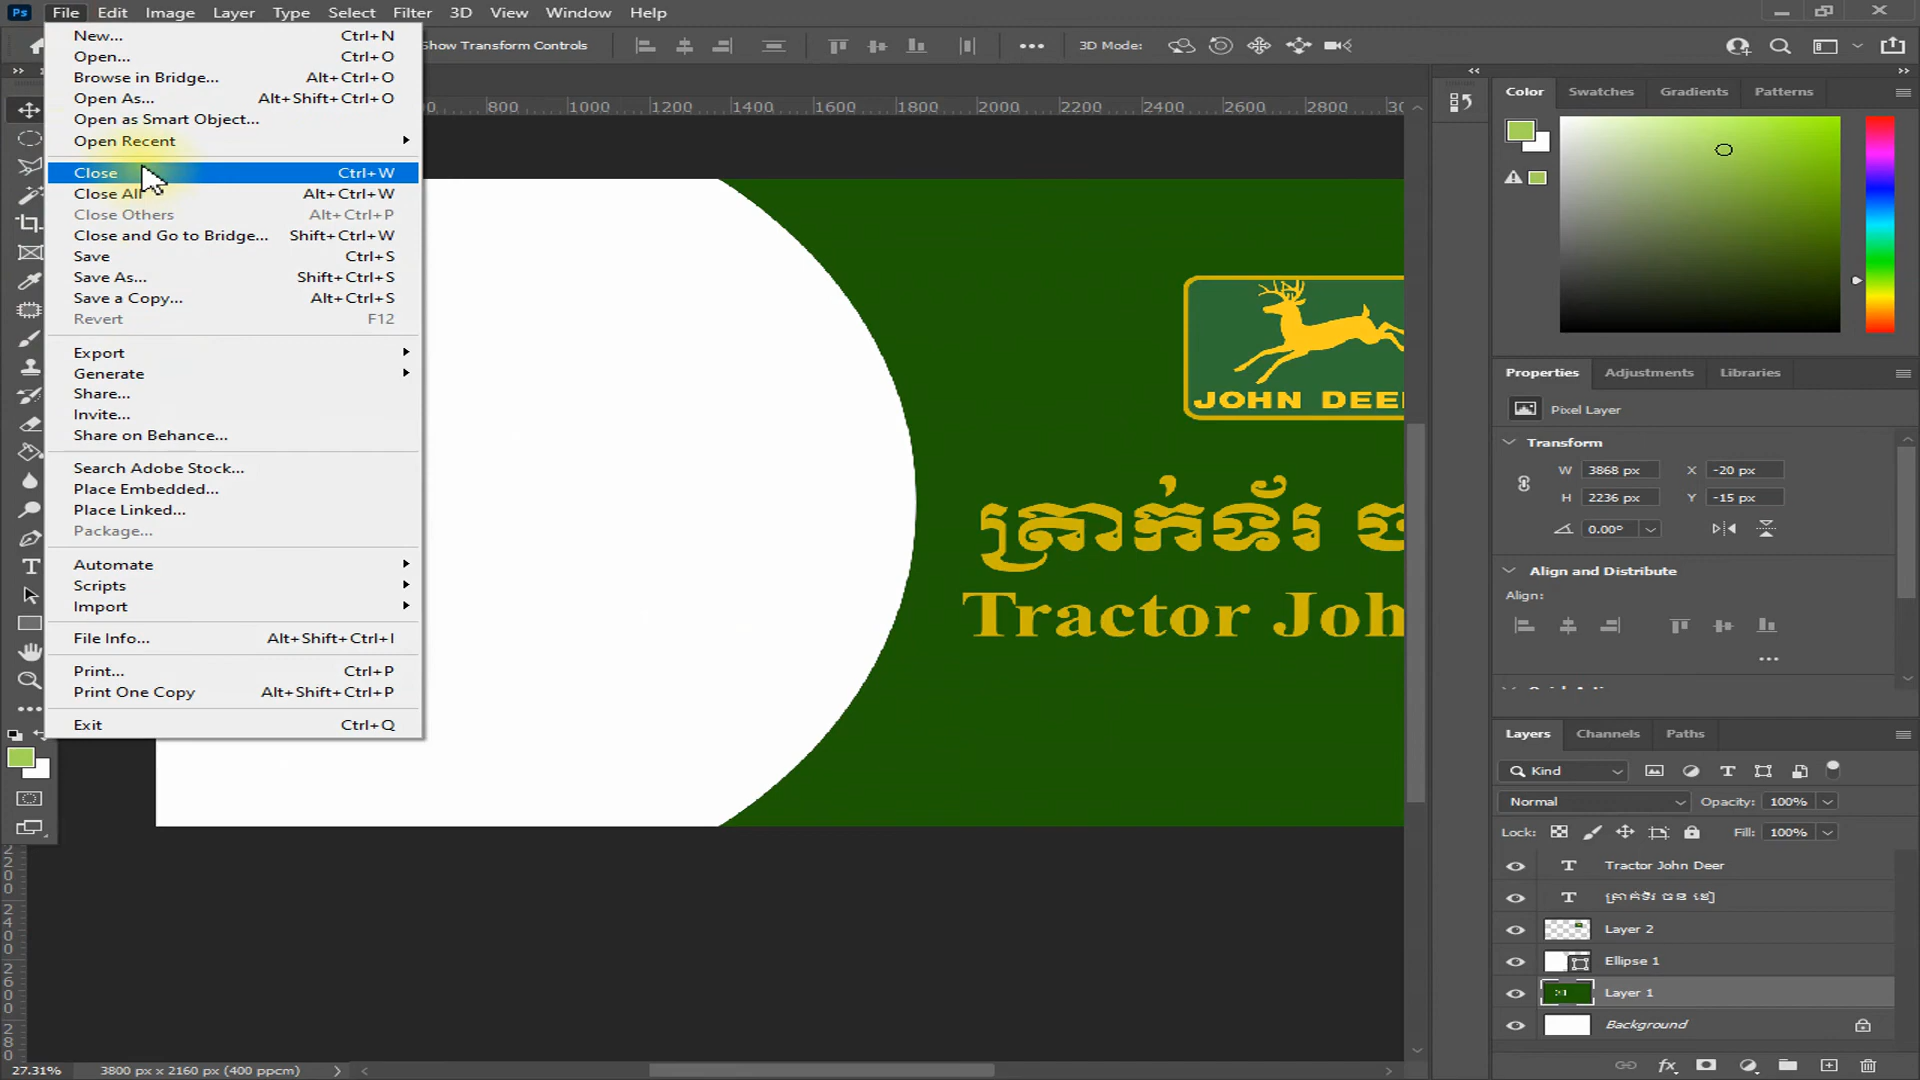 Ps File Edit Image Layer Type Select Filter 3D View Window Help
Show Transform Controls
3D Mode:
New... Ctrl+N
Open... Ctrl+O
Browse in Bridge... Alt+Ctrl+O
Open As... Alt+Shift+Ctrl+O
Open as Smart Object...
Open Recent
Close Ctrl+W
Close All Alt+Ctrl+W
Close Others Alt+Ctrl+P
Close and Go to Bridge... Shift+Ctrl+W
Save Ctrl+S
Save As... Shift+Ctrl+S
Save a Copy... Alt+Ctrl+S
Revert F12
Export
Generate
Share...
Invite...
Share on Behance...
Search Adobe Stock...
Place Embedded...
Place Linked...
Package...
Automate
Scripts
Import
File Info... Alt+Shift+Ctrl+I
Print... Ctrl+P
Print One Copy Alt+Shift+Ctrl+P
Exit Ctrl+Q
800 1000 1200 1400 1600 1800 2000 2200 2400 2600 2800
JOHN DEER
ត្រាក់ទ័រ
Tractor Joh
Color Swatches Gradients Patterns
Properties Adjustments Libraries
Pixel Layer
Transform
W 3868 px X -20 px
H 2236 px Y -15 px
0.00°
Align and Distribute
Align:
Layers Channels Paths
Kind
Normal Opacity: 100%
Lock: Fill: 100%
Tractor John Deer
Layer 2
Ellipse 1
Layer 1
Background
27.31% 3800 px x 2160 px (400 ppcm)